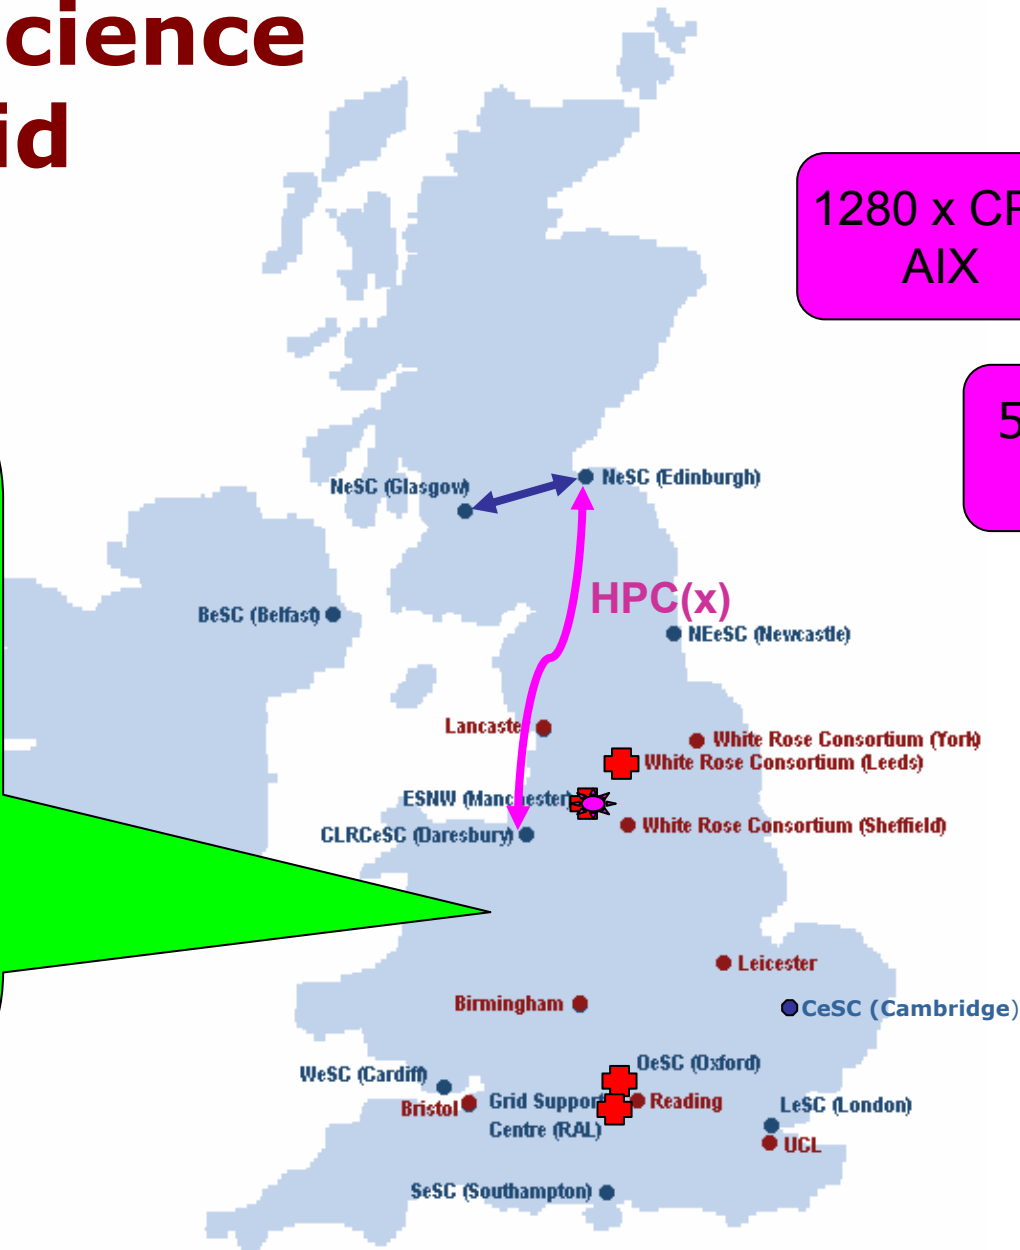 cience
id
1280 x CP
AIX
5
NeSC (Glasgow)
NeSC (Edinburgh)
HPC(x)
BeSC (Belfast)
NEeSC (Newcastle)
Lancaste
White Rose Consortium (York)
White Rose Consortium (Leeds)
ESNW (Manchester)
White Rose Consortium (Sheffield)
CLRCeSC (Daresbury)
Leicester
Birmingham
CeSC (Cambridge)
OeSC (Oxford)
WeSC (Cardiff)
Bristol
Grid Support
Centre (RAL)
Reading
LeSC (London)
UCL
SeSC (Southampton)